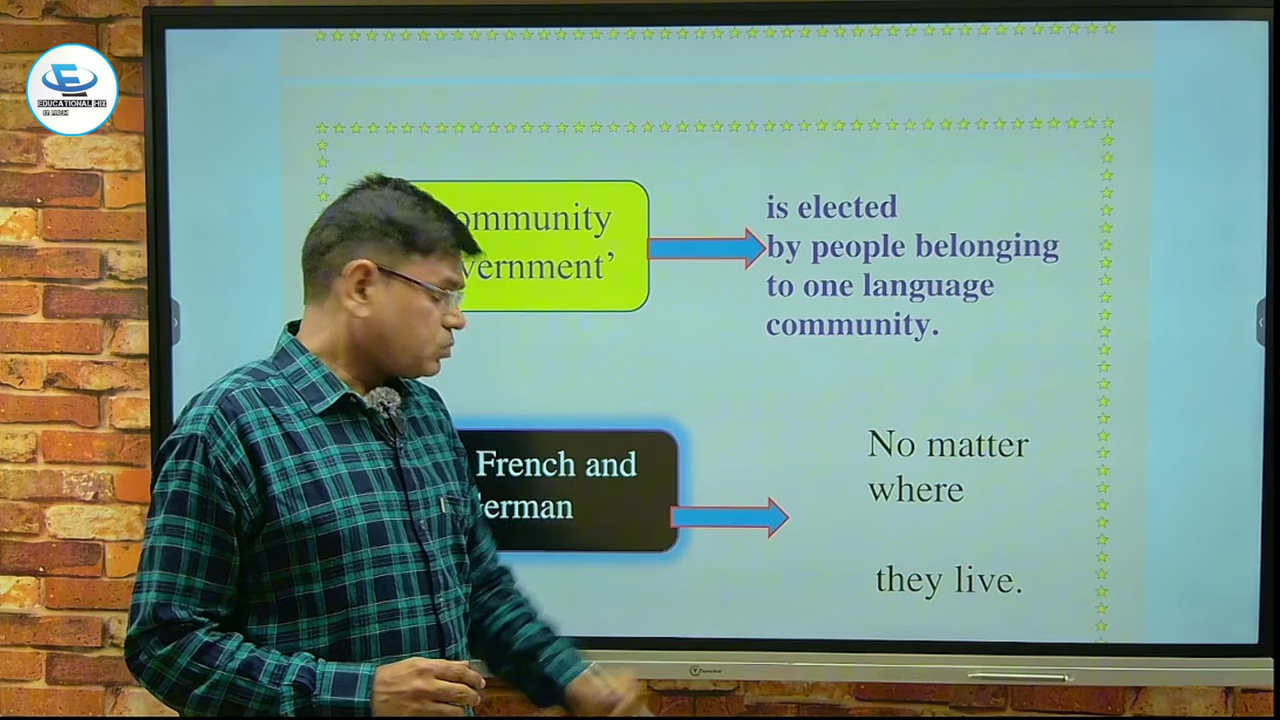 EDUCATIONAL HIX
ommunity
vernment’
is elected
by people belonging
to one language
community.
French and
erman
No matter
where
they live.